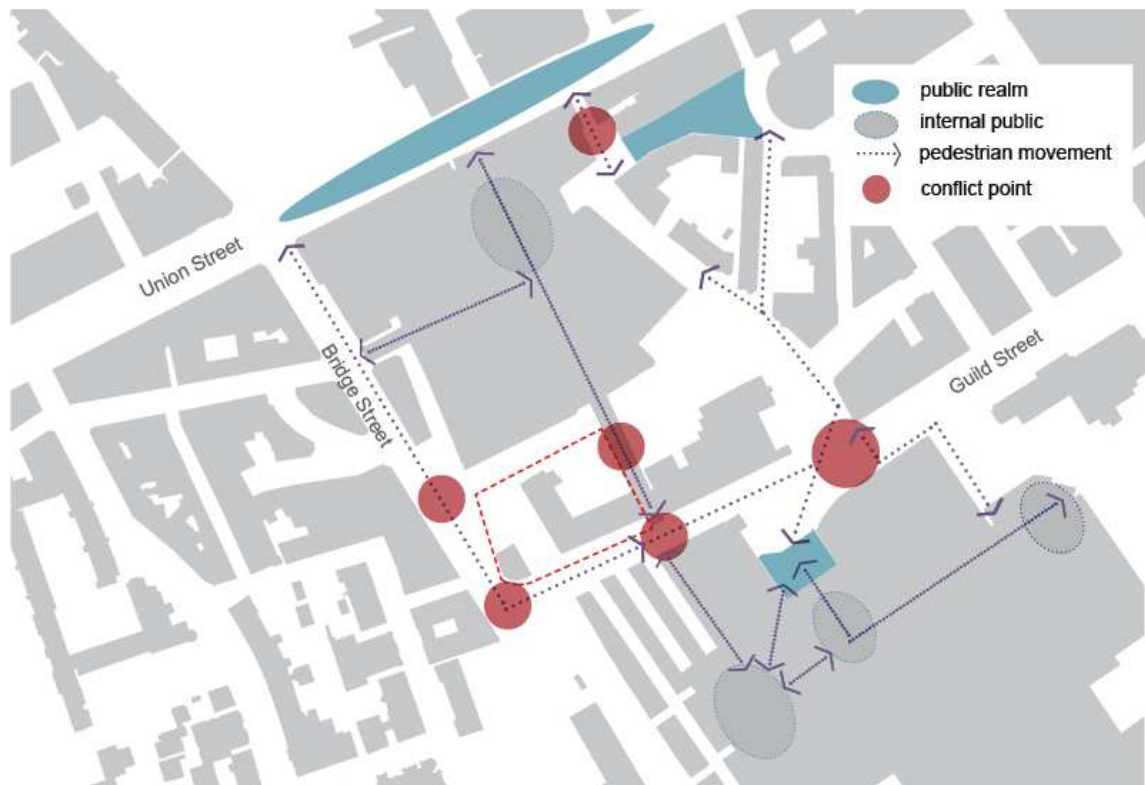 public realm
internal public
pedestrian movement
conflict point
Union Street
Bridge Street
Guild Street